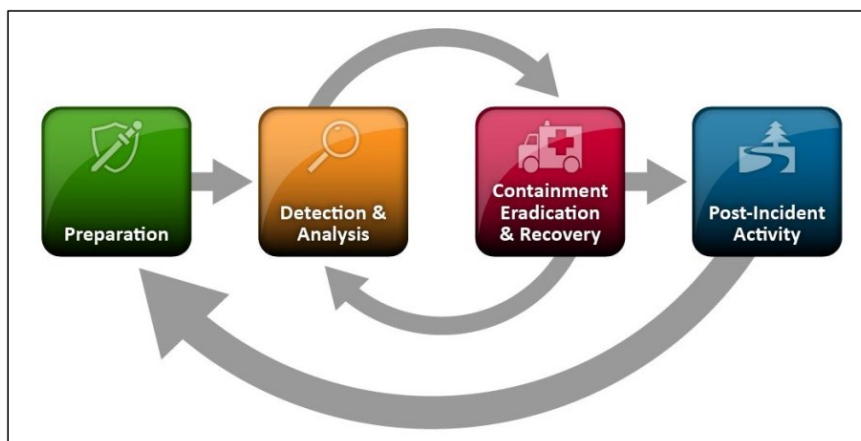 Preparation
Detection &
Analysis
Containment
Eradication
& Recovery
Post-Incident
Activity